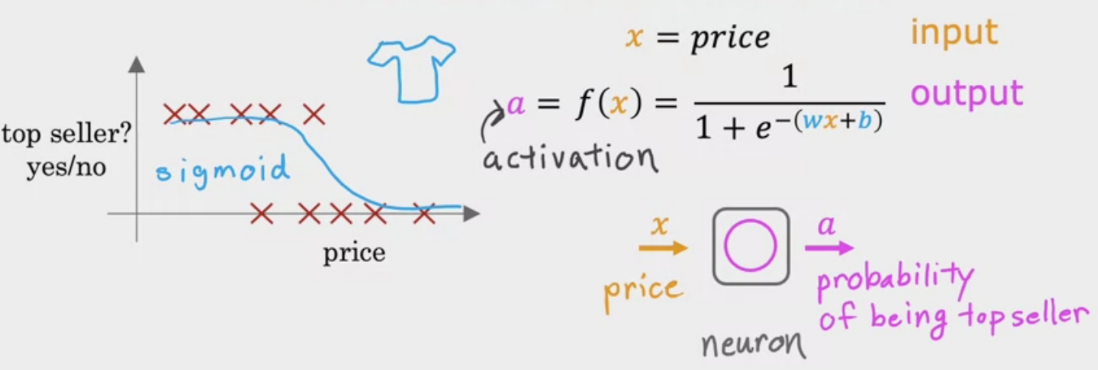 top seller?
yes/no
sigmoid
price
x = price
input
a = f(x) = 1 / (1 + e^−(wx+b))
output
activation
x
price
a
probability
of being top seller
neuron